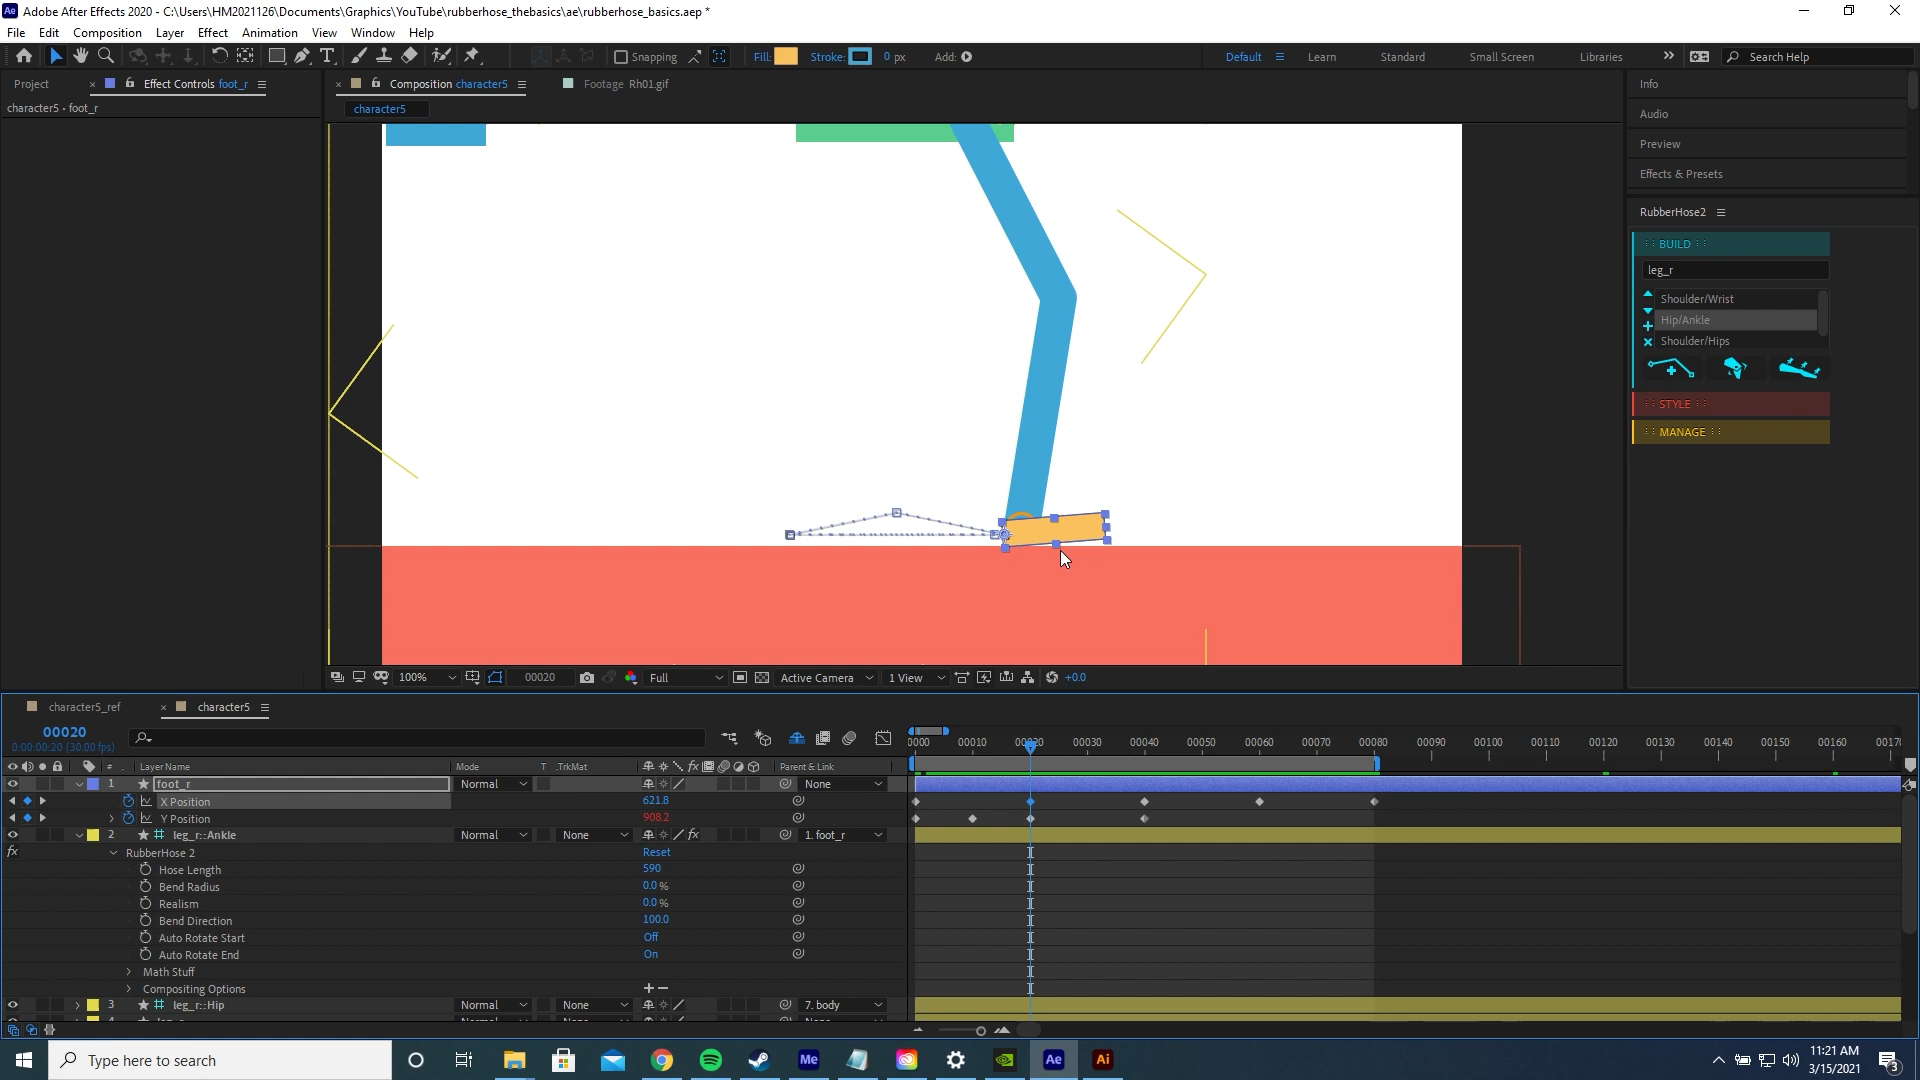 Adobe After Effects 2020 - C:\Users\HM2021126\Documents\Graphics\YouTube\rubberhose_thebasics\ae\rubberhose_basics.aep *
File Edit Composition Layer Effect Animation View Window Help
Snapping Fill: Stroke: 0 px Add: Default Learn Standard Small Screen Libraries Search Help
Project Effect Controls foot_r Composition character5 Footage Rh01.gif Info
character5 • foot_r character5 Audio
Preview
Effects & Presets
RubberHose2
BUILD
leg_r
Shoulder/Wrist
Hip/Ankle
Shoulder/Hips
STYLE
MANAGE
100% 00020 Full Active Camera 1 View +0.0
character5_ref character5
00020
0:00:00:20 (30.00 fps)
0000 00010 00020 00030 00040 00050 00060 00070 00080 00090 00100 00110 00120 00130 00140 00150 00160 0017
# Layer Name Mode T .TrkMat Parent & Link
1 foot_r Normal None
X Position 621.8
Y Position 908.2
2 leg_r::Ankle Normal None 1. foot_r
RubberHose 2 Reset
Hose Length 590
Bend Radius 0.0 %
Realism 0.0 %
Bend Direction 100.0
Auto Rotate Start Off
Auto Rotate End On
Math Stuff
Compositing Options + –
3 leg_r::Hip Normal None 7. body
Type here to search
11:21 AM
3/15/2021
3